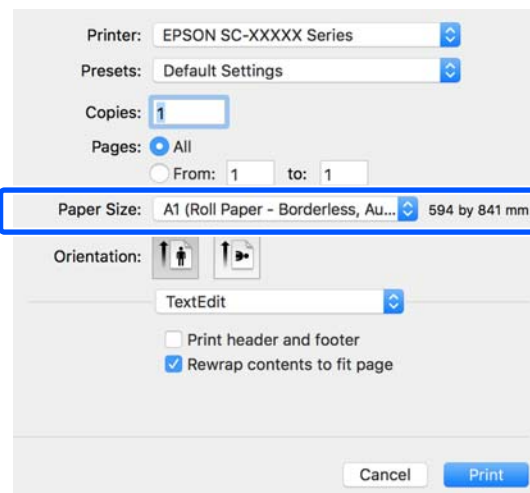 Printer: EPSON SC-XXXXX Series
Presets: Default Settings
Copies: 1
Pages: All
From: 1 to: 1
Paper Size: A1 (Roll Paper - Borderless, Au... 594 by 841 mm
Orientation:
TextEdit
Print header and footer
Rewrap contents to fit page
Cancel Print